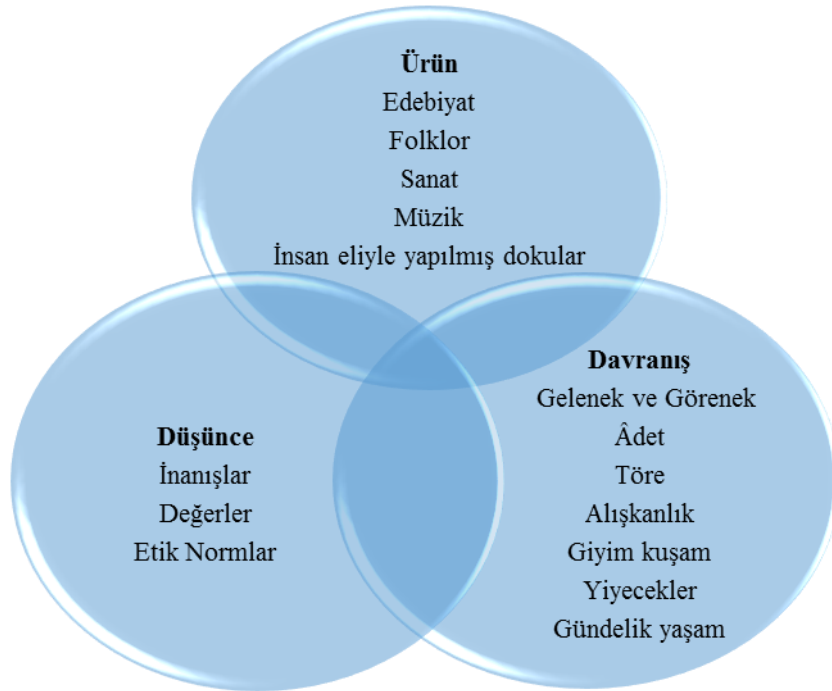 Ürün
Edebiyat
Folklor
Sanat
Müzik
İnsan eliyle yapılmış dokular
Düşünce
İnanışlar
Değerler
Etik Normlar
Davranış
Gelenek ve Görenek
Âdet
Töre
Alışkanlık
Giyim kuşam
Yiyecekler
Gündelik yaşam